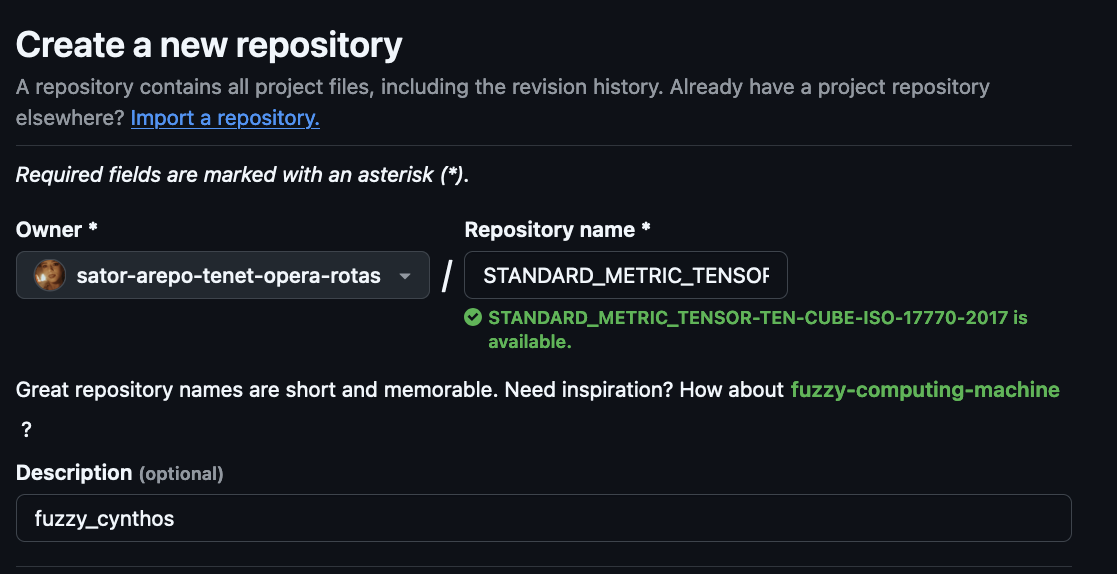 Create a new repository
A repository contains all project files, including the revision history. Already have a project repository
elsewhere? Import a repository.
Required fields are marked with an asterisk (*).
Owner *
Repository name *
sator-arepo-tenet-opera-rotas / STANDARD_METRIC_TENSOR
STANDARD_METRIC_TENSOR-TEN-CUBE-ISO-17770-2017 is
available.
Great repository names are short and memorable. Need inspiration? How about fuzzy-computing-machine
?
Description (optional)
fuzzy_cynthos